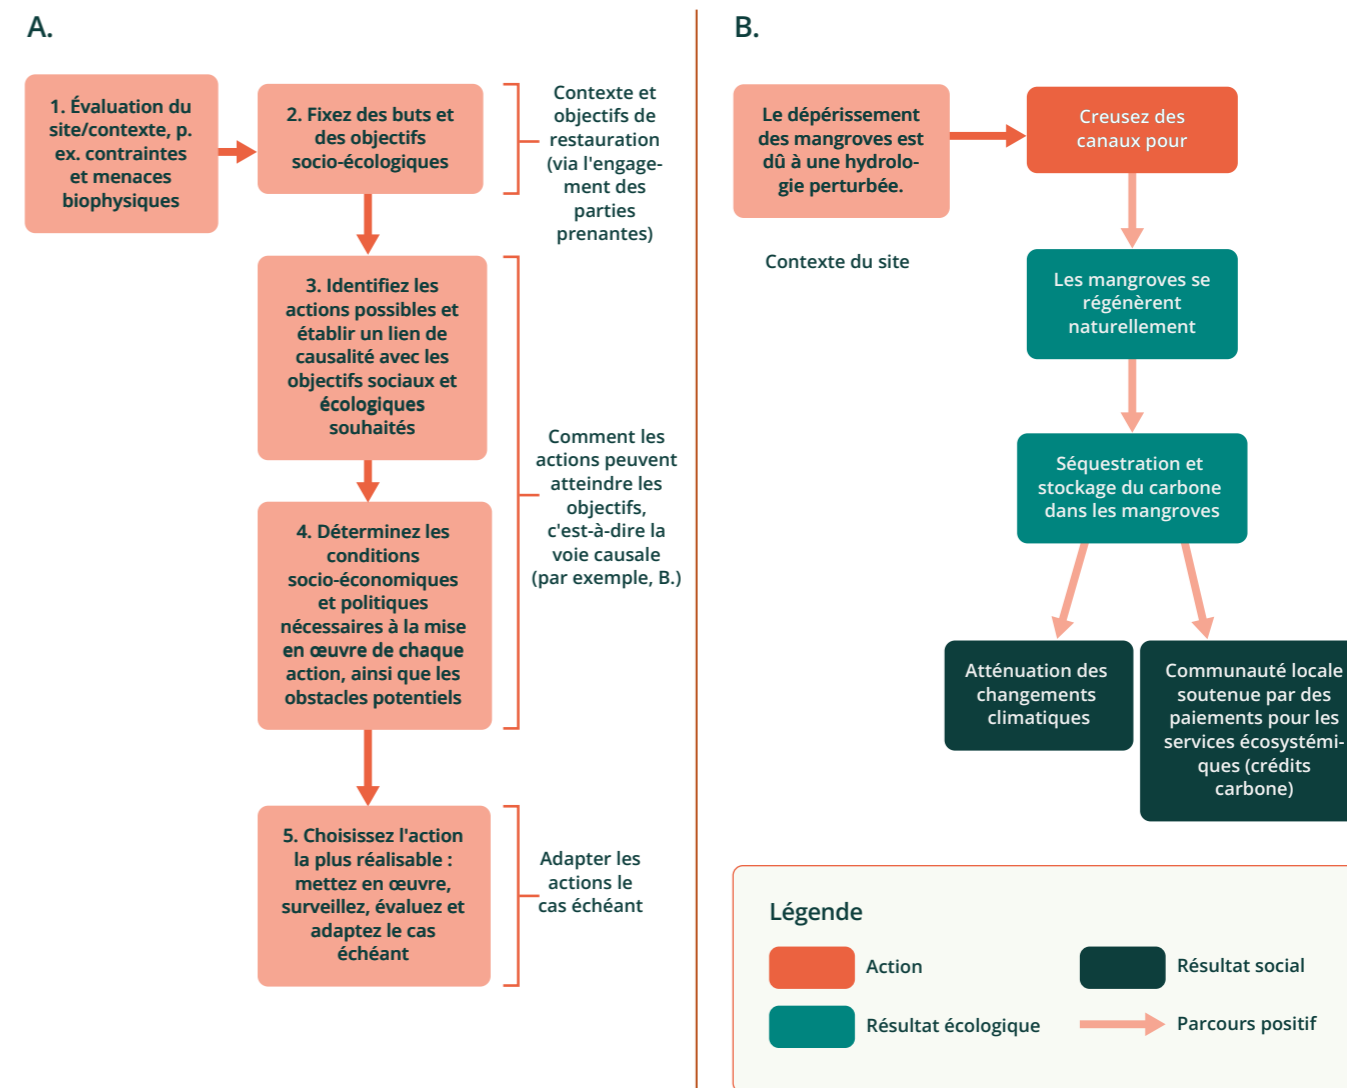 A.
1. Évaluation du
site/contexte, p.
ex. contraintes
et menaces
biophysiques
2. Fixez des buts et
des objectifs
socio-écologiques
Contexte et
objectifs de
restauration
(via l'engage-
ment des
parties
prenantes)
3. Identifiez les
actions possibles et
établir un lien de
causalité avec les
objectifs sociaux et
écologiques
souhaités
4. Déterminez les
conditions
socio-économiques
et politiques
nécessaires à la mise
en œuvre de chaque
action, ainsi que les
obstacles potentiels
Comment les
actions peuvent
atteindre les
objectifs,
c'est-à-dire la
voie causale
(par exemple, B.)
5. Choisissez l'action
la plus réalisable :
mettez en œuvre,
surveillez, évaluez et
adaptez le cas
échéant
Adapter les
actions le
cas échéant
B.
Le dépérissement
des mangroves est
dû à une hydrolo-
gie perturbée.
Contexte du site
Creusez des
canaux pour
Les mangroves se
régénèrent
naturellement
Séquestration et
stockage du carbone
dans les mangroves
Atténuation des
changements
climatiques
Communauté locale
soutenue par des
paiements pour les
services écosystémi-
ques (crédits
carbone)
Légende
Action
Résultat social
Résultat écologique
Parcours positif